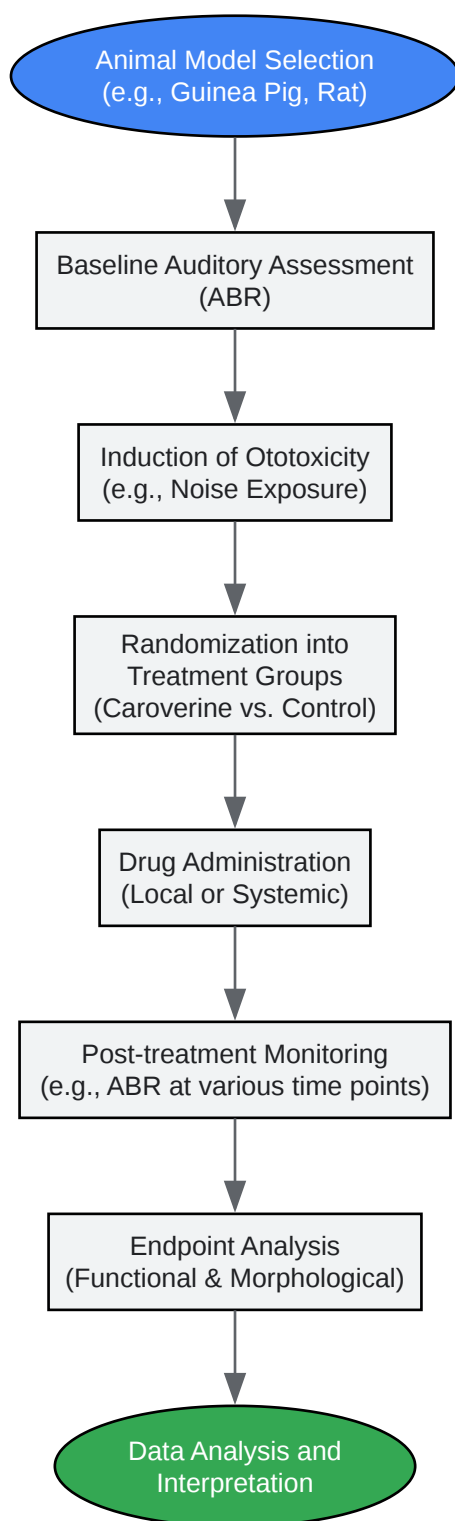 Animal Model Selection
(e.g., Guinea Pig, Rat)
Baseline Auditory Assessment
(ABR)
Induction of Ototoxicity
(e.g., Noise Exposure)
Randomization into
Treatment Groups
(Caroverine vs. Control)
Drug Administration
(Local or Systemic)
Post-treatment Monitoring
(e.g., ABR at various time points)
Endpoint Analysis
(Functional & Morphological)
Data Analysis and
Interpretation